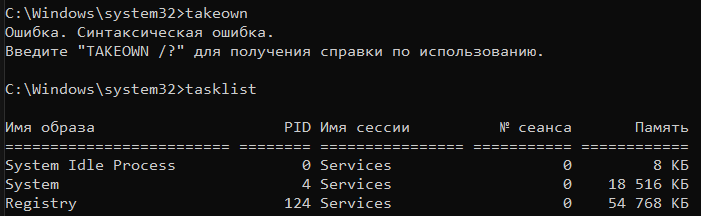 C:\Windows\system32>takeown
Ошибка. Синтаксическая ошибка.
Введите "TAKEOWN /?" для получения справки по использованию.
C:\Windows\system32>tasklist
Имя образа                     PID Имя сессии          № сеанса       Память
========================= ======== ================ =========== ============
System Idle Process              0 Services                   0         8 КБ
System                           4 Services                   0    18 516 КБ
Registry                       124 Services                   0    54 768 КБ